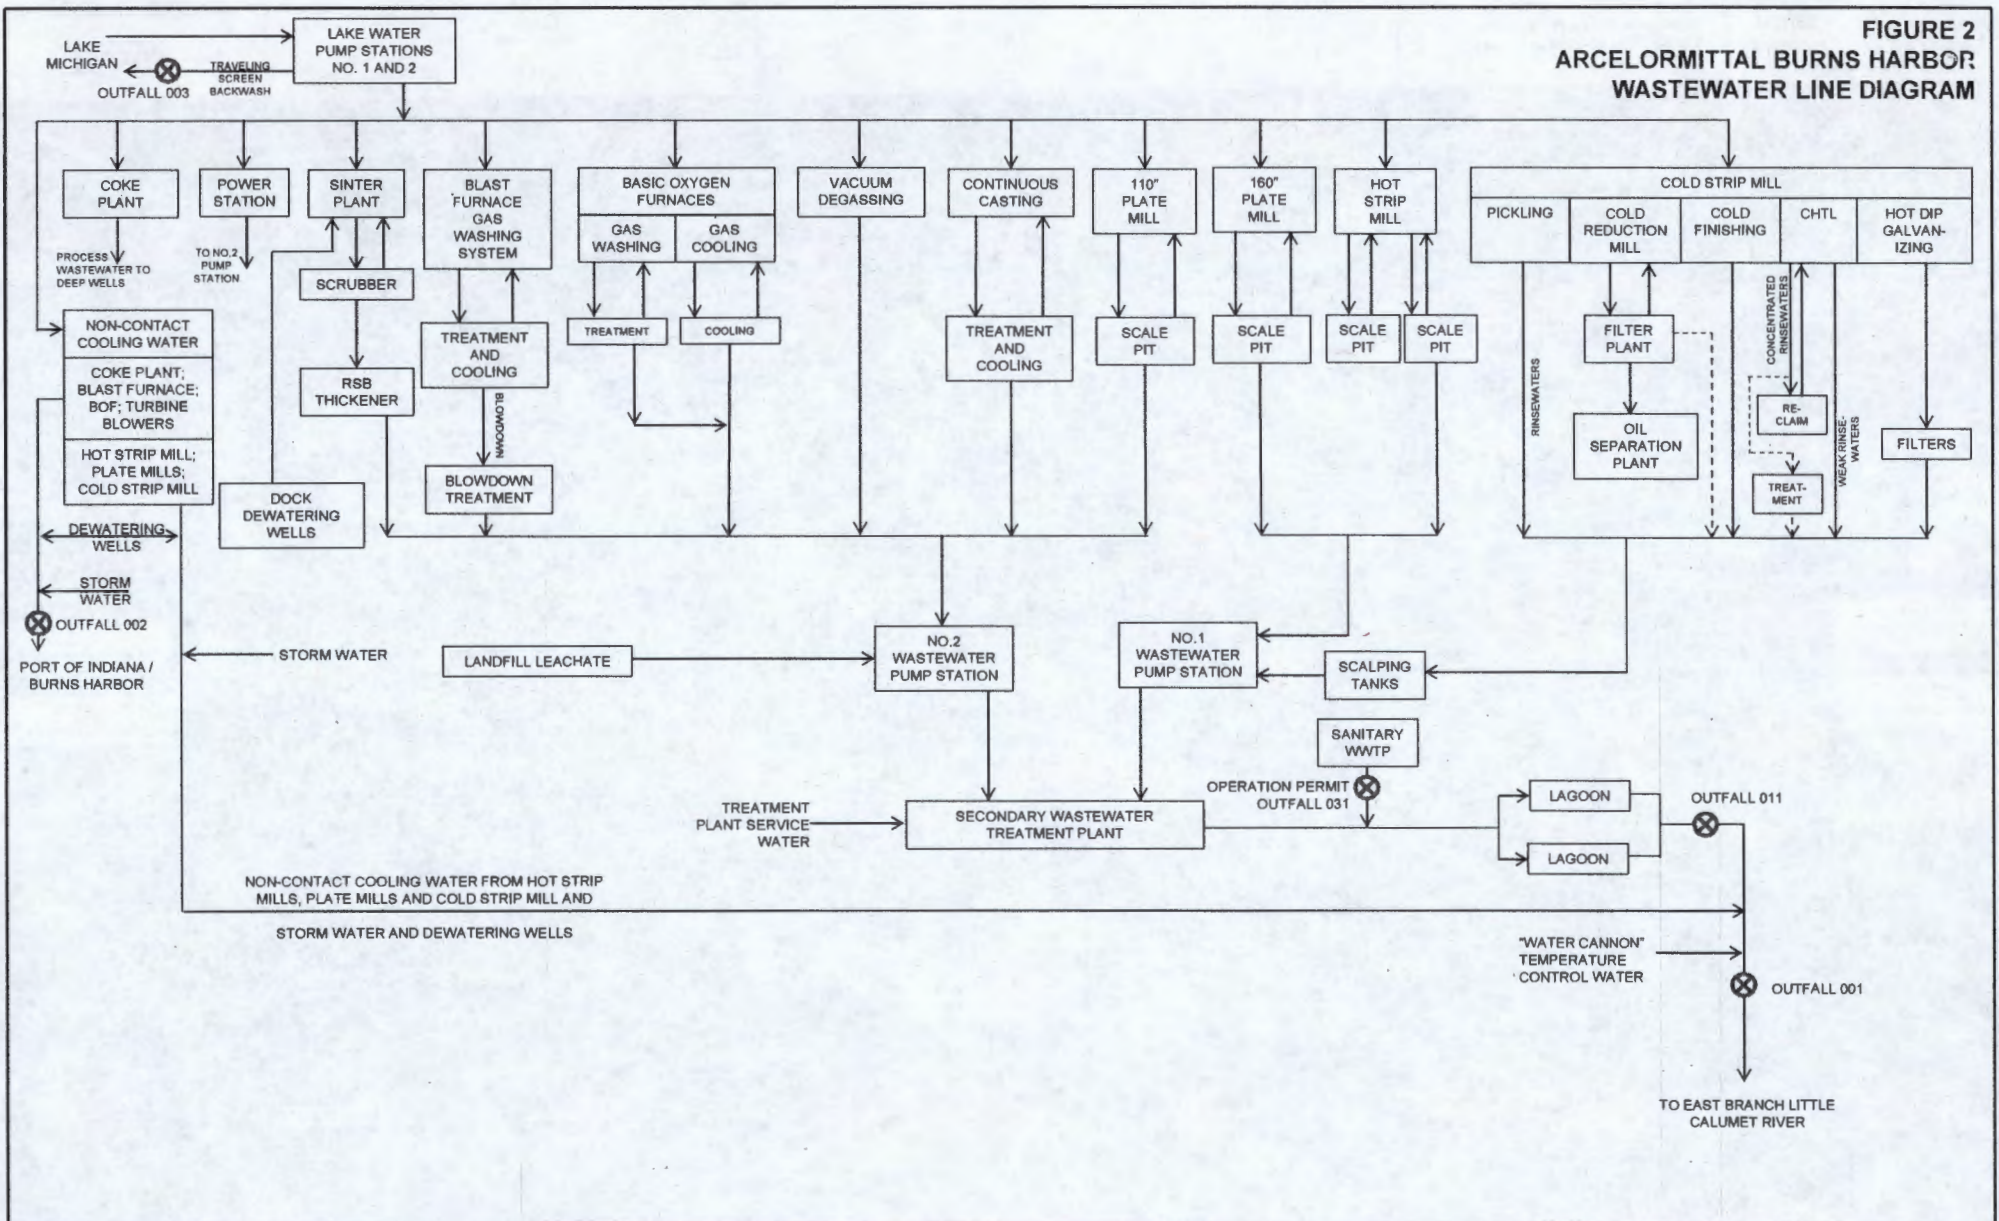 FIGURE 2
ARCELORMITTAL BURNS HARBOR
WASTEWATER LINE DIAGRAM
LAKE
MICHIGAN
LAKE WATER
PUMP STATIONS
NO. 1 AND 2
TRAVELING
SCREEN
BACKWASH
OUTFALL 003
COKE
PLANT
POWER
STATION
SINTER
PLANT
BLAST
FURNACE
GAS
WASHING
SYSTEM
BASIC OXYGEN
FURNACES
GAS
WASHING
GAS
COOLING
VACUUM
DEGASSING
CONTINUOUS
CASTING
110"
PLATE
MILL
160"
PLATE
MILL
HOT
STRIP
MILL
COLD STRIP MILL
PICKLING
COLD
REDUCTION
MILL
COLD
FINISHING
CHTL
HOT DIP
GALVAN-
IZING
PROCESS
WASTEWATER TO
DEEP WELLS
TO NO.2
PUMP
STATION
SCRUBBER
NON-CONTACT
COOLING WATER
COKE PLANT;
BLAST FURNACE;
BOF; TURBINE
BLOWERS
HOT STRIP MILL;
PLATE MILLS;
COLD STRIP MILL
RSB
THICKENER
TREATMENT
AND
COOLING
BLOWDOWN
BLOWDOWN
TREATMENT
TREATMENT
COOLING
TREATMENT
AND
COOLING
SCALE
PIT
SCALE
PIT
SCALE
PIT
SCALE
PIT
RINSEWATERS
FILTER
PLANT
OIL
SEPARATION
PLANT
CONCENTRATED
RINSEWATERS
RE-
CLAIM
TREAT-
MENT
WEAK RINSE-
WATERS
FILTERS
DOCK
DEWATERING
WELLS
DEWATERING
WELLS
STORM
WATER
OUTFALL 002
PORT OF INDIANA /
BURNS HARBOR
STORM WATER
LANDFILL LEACHATE
NO.2
WASTEWATER
PUMP STATION
NO.1
WASTEWATER
PUMP STATION
SCALPING
TANKS
SANITARY
WWTP
OPERATION PERMIT
OUTFALL 031
TREATMENT
PLANT SERVICE
WATER
SECONDARY WASTEWATER
TREATMENT PLANT
LAGOON
LAGOON
OUTFALL 011
NON-CONTACT COOLING WATER FROM HOT STRIP
MILLS, PLATE MILLS AND COLD STRIP MILL AND
STORM WATER AND DEWATERING WELLS
"WATER CANNON"
TEMPERATURE
CONTROL WATER
OUTFALL 001
TO EAST BRANCH LITTLE
CALUMET RIVER